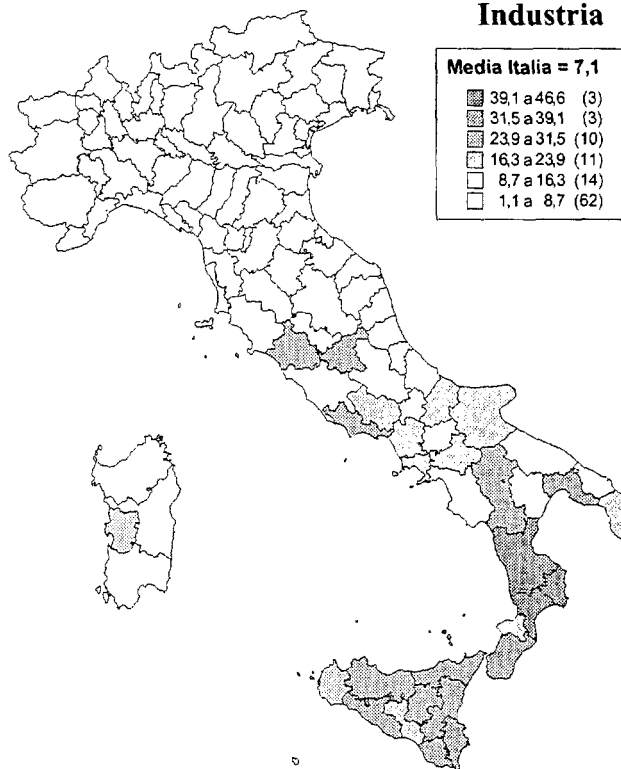 Industria
Media Italia = 7,1
39,1 a 46,6 (3)
31,5 a 39,1 (3)
23,9 a 31,5 (10)
16,3 a 23,9 (11)
8,7 a 16,3 (14)
1,1 a 8,7 (62)